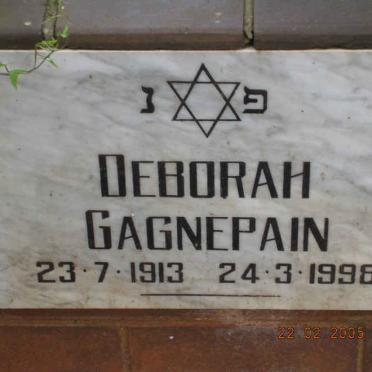 פ נ
DEBORAH
GAGNEPAIN
23·7·1913 24·3·1998
22 02 2005